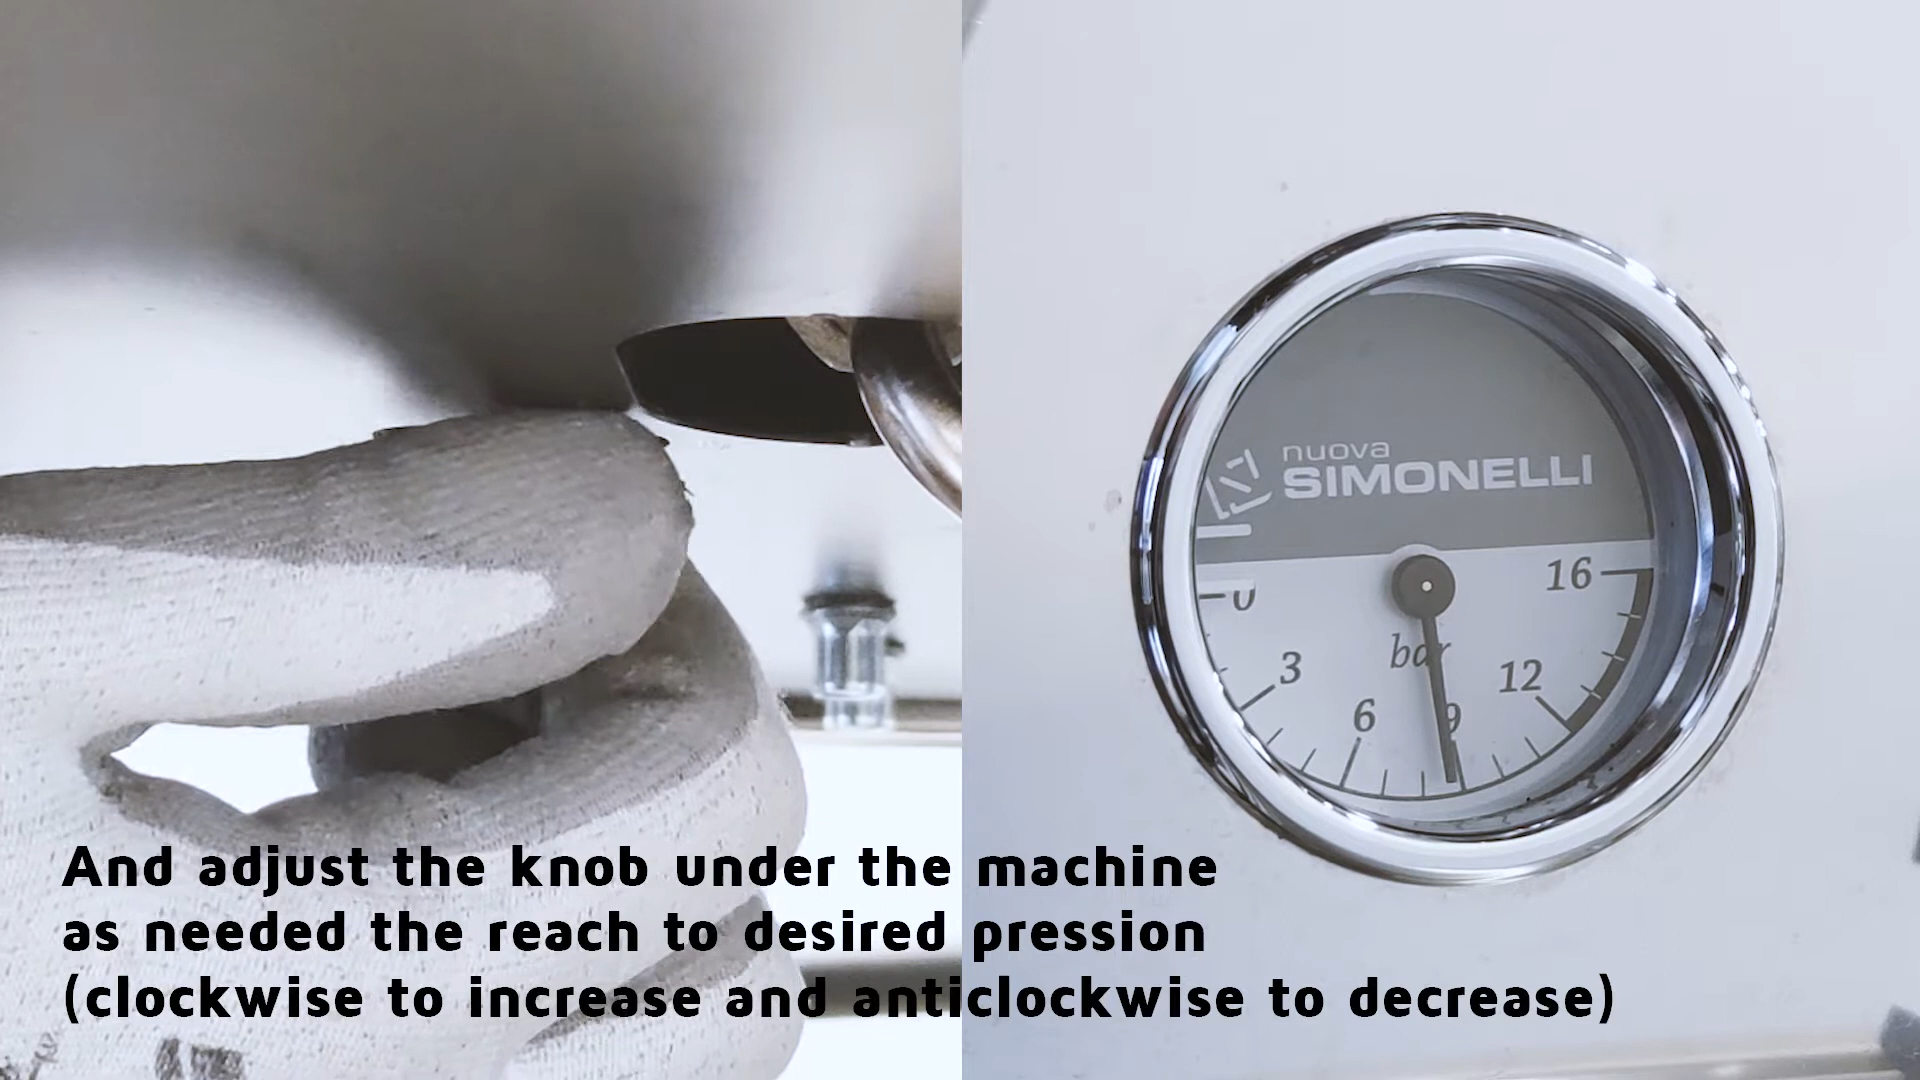 nuova
SIMONELLI
0
3
6
bar
9
12
16
And adjust the knob under the machine
as needed the reach to desired pression
(clockwise to increase and anticlockwise to decrease)